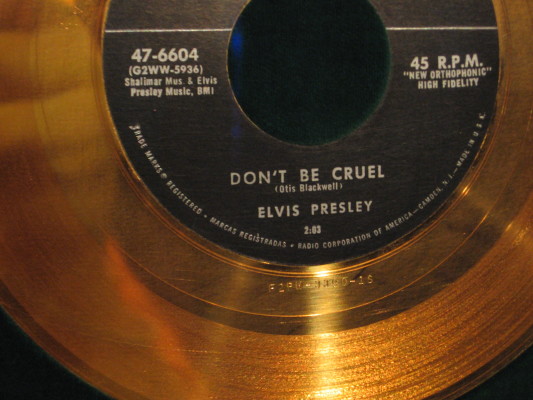 47-6604
(G2WW-5936)
Shalimar Mus. & Elvis
Presley Music, BMI
45 R.P.M.
"NEW ORTHOPHONIC"
HIGH FIDELITY
DON'T BE CRUEL
(Otis Blackwell)
ELVIS PRESLEY
2:03
TRADE MARKS ® REGISTERED • MARCAS REGISTRADAS • RADIO CORPORATION OF AMERICA—CAMDEN, N. J.—MADE IN U.S.A.